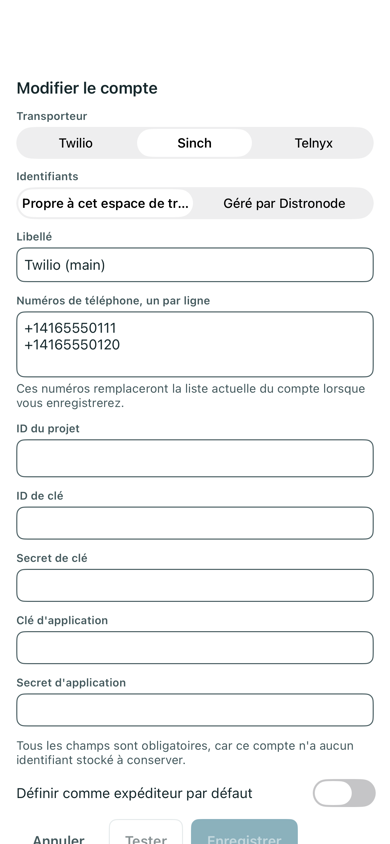 Modifier le compte
Transporteur
Twilio
Sinch
Telnyx
Identifiants
Propre à cet espace de tr...
Géré par Distronode
Libellé
Twilio (main)
Numéros de téléphone, un par ligne
+14165550111
+14165550120
Ces numéros remplaceront la liste actuelle du compte lorsque
vous enregistrerez.
ID du projet
ID de clé
Secret de clé
Clé d'application
Secret d'application
Tous les champs sont obligatoires, car ce compte n'a aucun
identifiant stocké à conserver.
Définir comme expéditeur par défaut
Annuler
Tester
Enregistrer